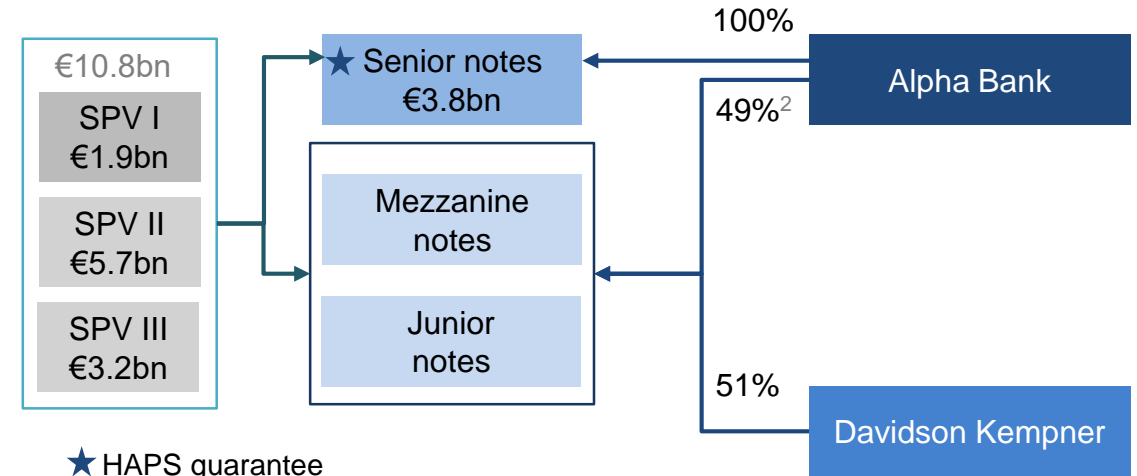 €10.8bn
SPV I
€1.9bn
SPV II
€5.7bn
SPV III
€3.2bn
★ Senior notes
€3.8bn
Mezzanine
notes
Junior
notes
100%
49%²
51%
Alpha Bank
Davidson Kempner
★ HAPS guarantee